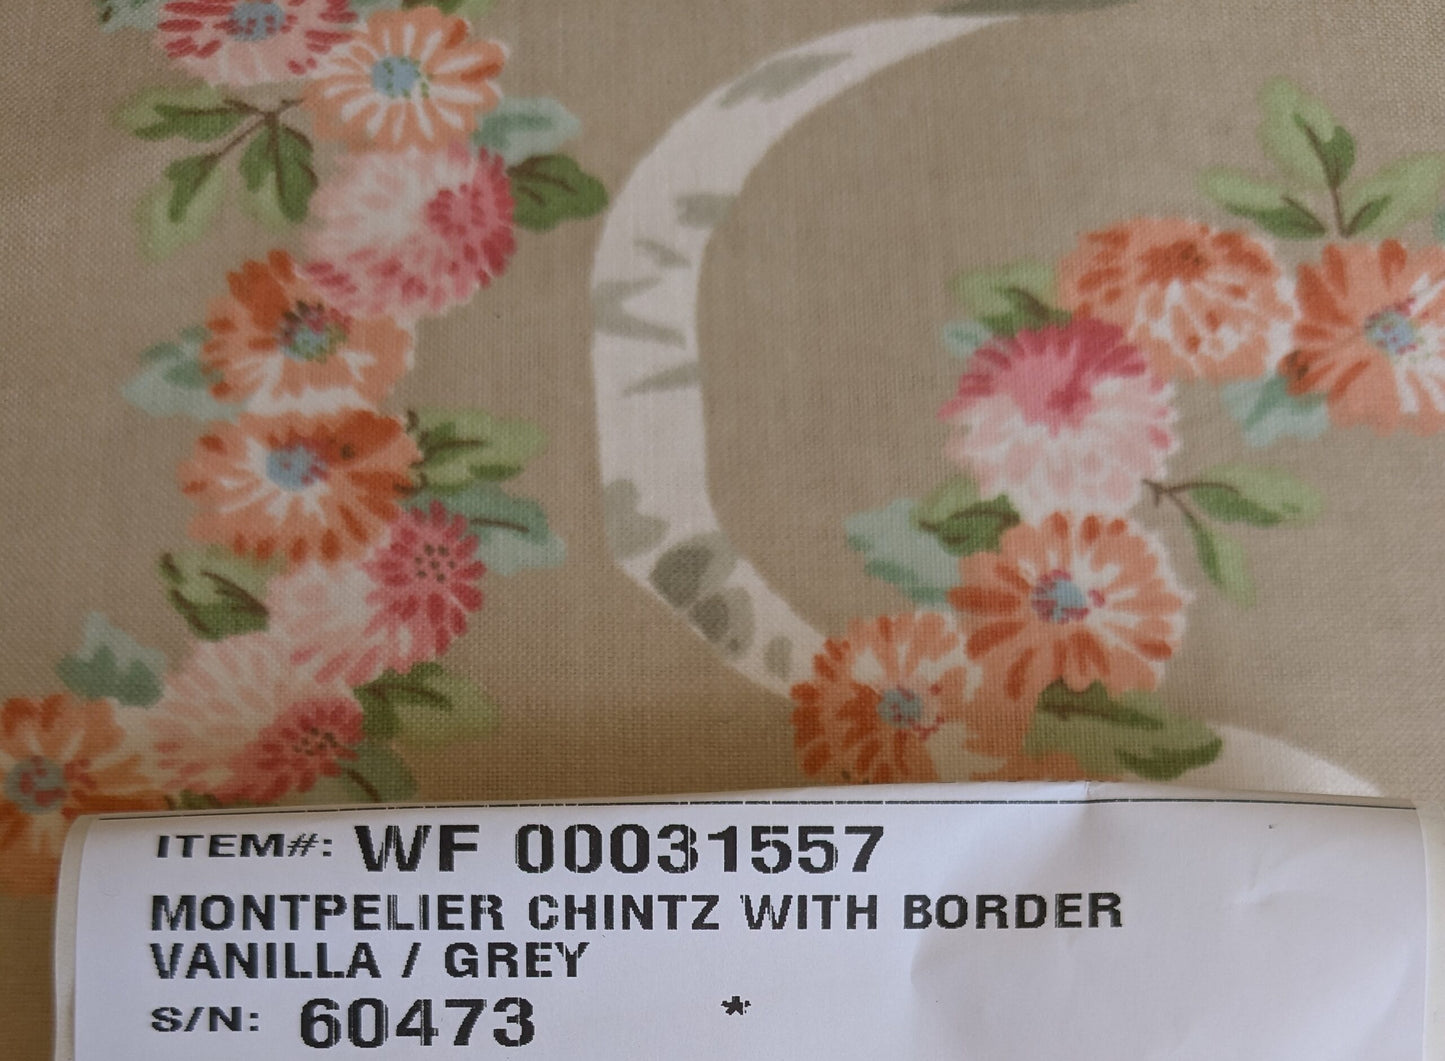 ITEM#: WF 00031557
MONTPELIER CHINTZ WITH BORDER
VANILLA / GREY
S/N: 60473 *